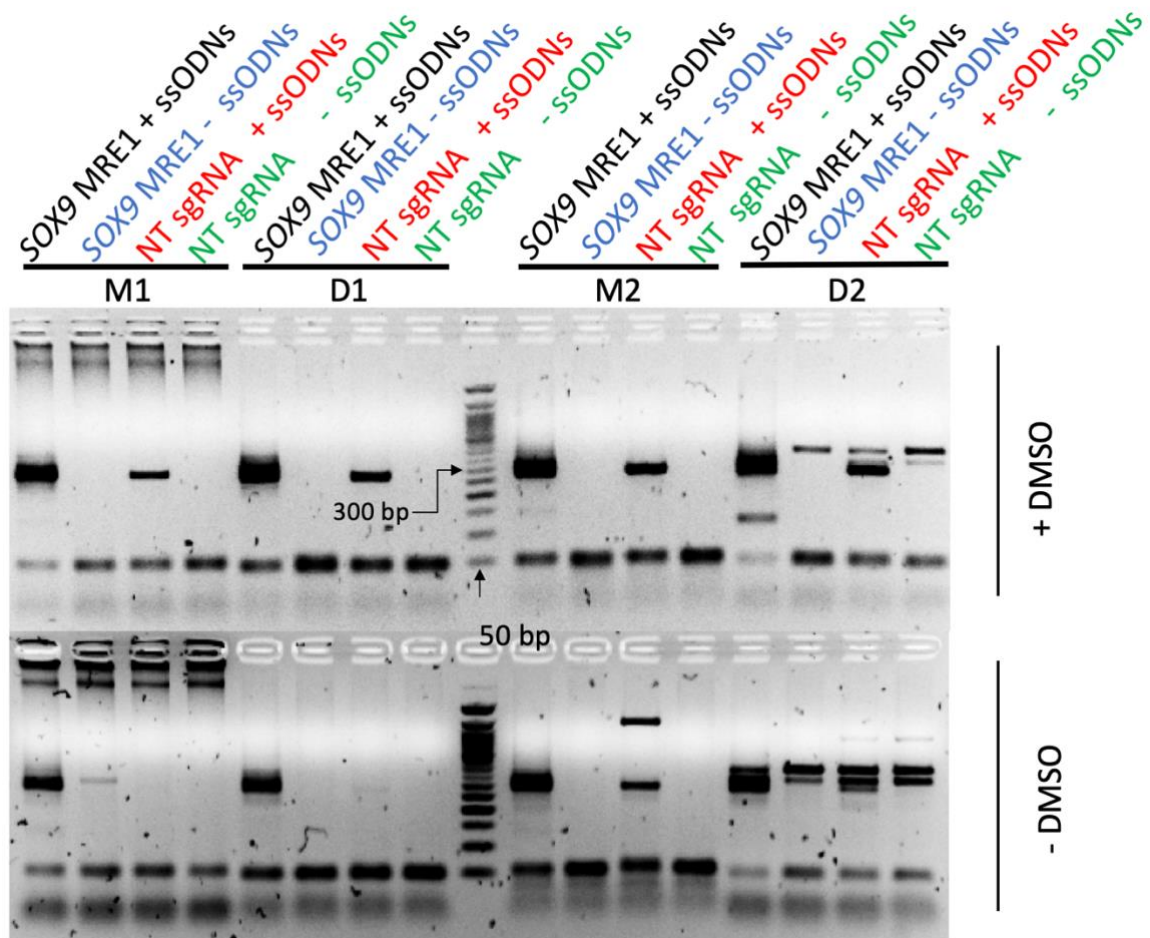 SOX9 MRE1 + ssODNs
SOX9 MRE1 - ssODNs
NT sgRNA + ssODNs
NT sgRNA - ssODNs
SOX9 MRE1 + ssODNs
SOX9 MRE1 - ssODNs
NT sgRNA + ssODNs
NT sgRNA - ssODNs
SOX9 MRE1 + ssODNs
SOX9 MRE1 - ssODNs
NT sgRNA + ssODNs
NT sgRNA - ssODNs
SOX9 MRE1 + ssODNs
SOX9 MRE1 - ssODNs
NT sgRNA + ssODNs
NT sgRNA - ssODNs
M1
D1
M2
D2
300 bp
50 bp
+ DMSO
- DMSO